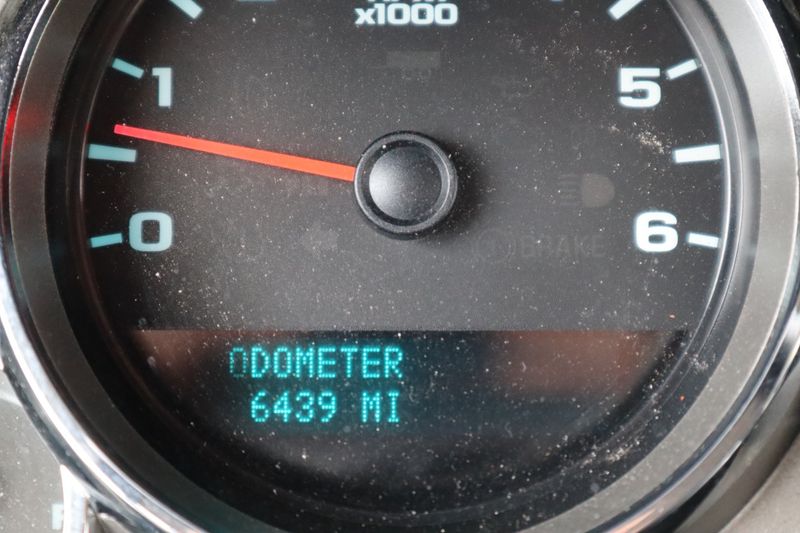 x1000
1
5
0
6
BRAKE
ODOMETER
6439 MI